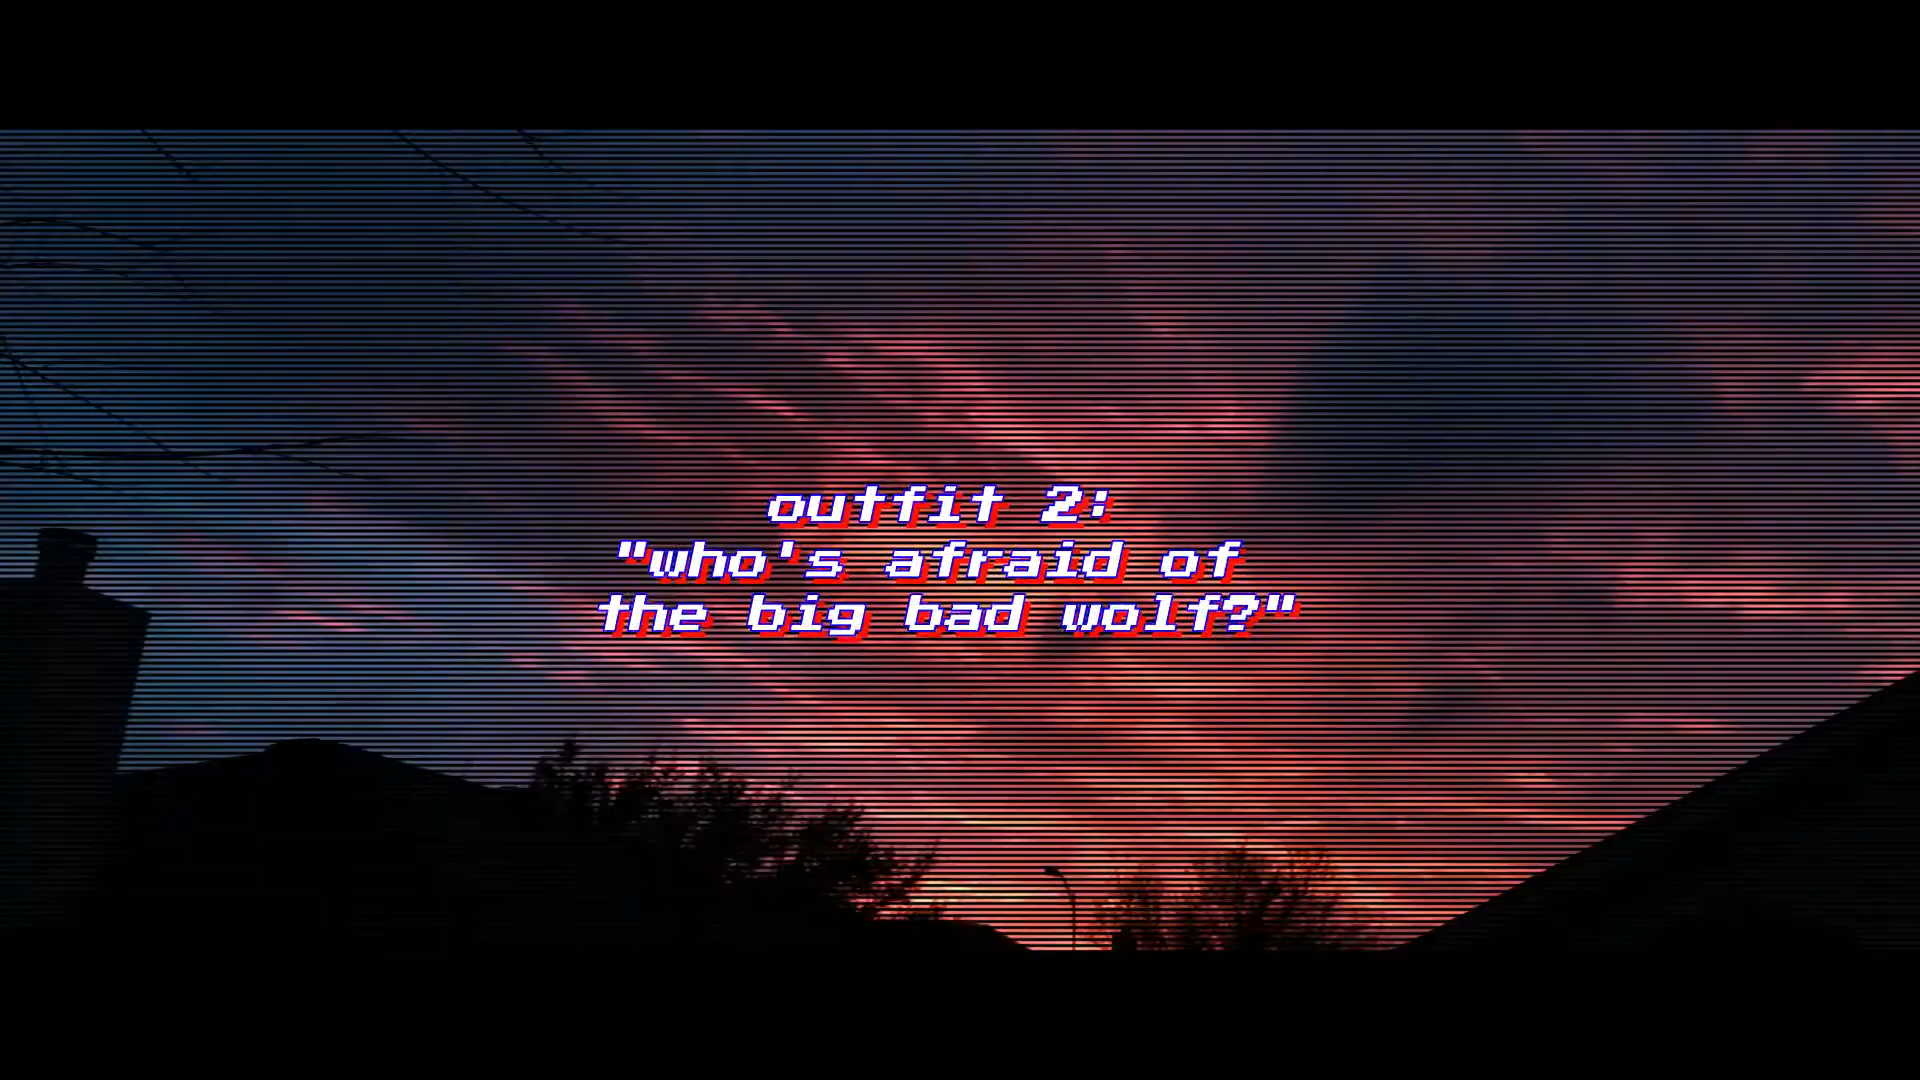 outfit 2:
"who's afraid of
the big bad wolf?"